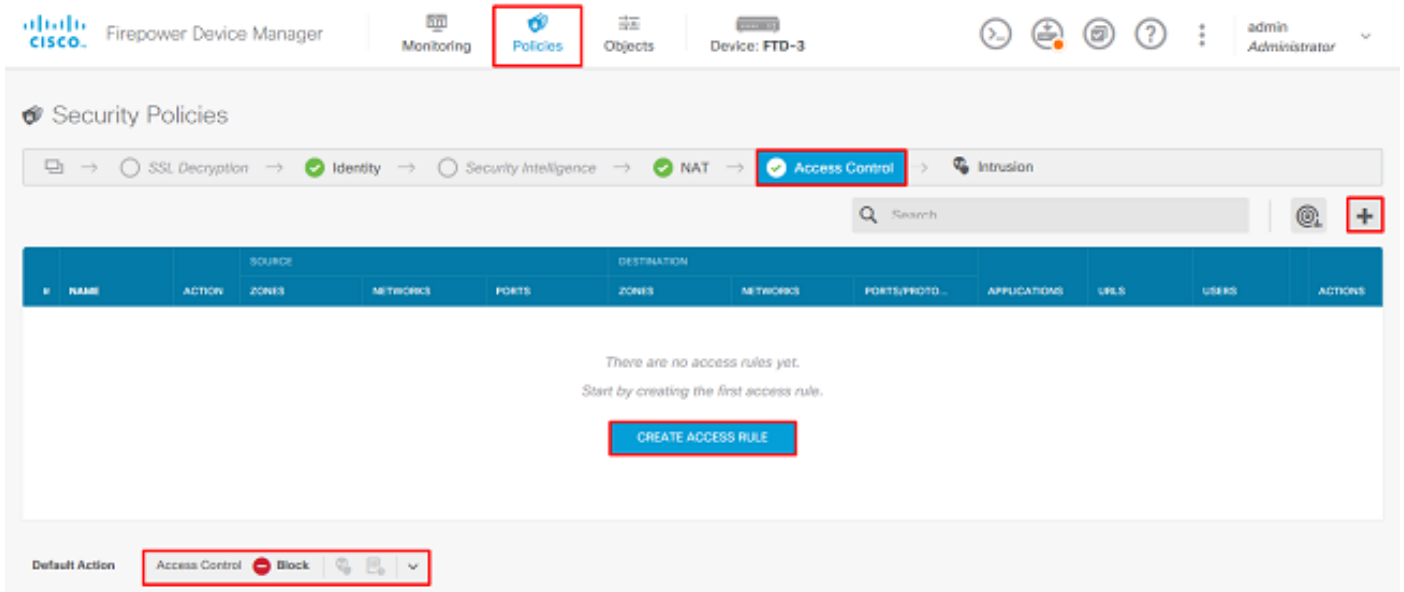 cisco. Firepower Device Manager Monitoring Policies Objects Device: FTD-3 >_ ? admin
Administrator
Security Policies
→ SSL Decryption → Identity → Security Intelligence → NAT → Access Control → Intrusion
Search +
SOURCE DESTINATION
# NAME ACTION ZONES NETWORKS PORTS ZONES NETWORKS PORTS/PROTO... APPLICATIONS URLS USERS ACTIONS
There are no access rules yet.
Start by creating the first access rule.
CREATE ACCESS RULE
Default Action Access Control Block